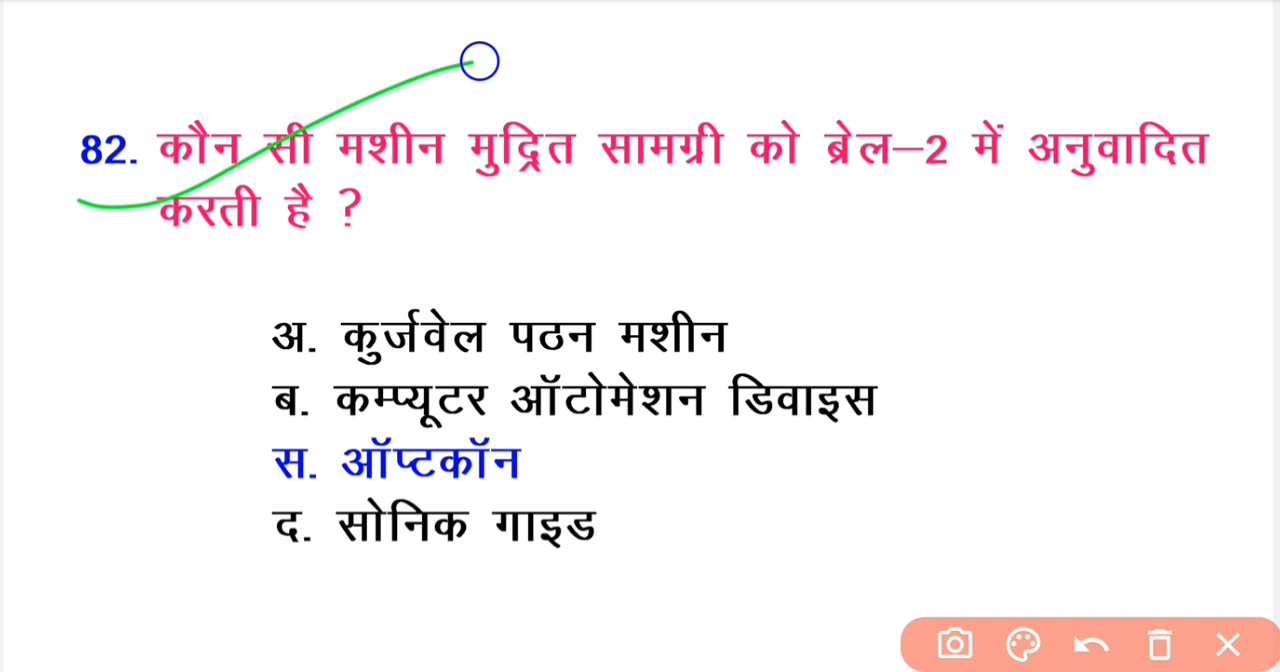 82. कौन सी मशीन मुद्रित सामग्री को ब्रेल–2 में अनुवादित
करती है ?
अ. कुर्जवेल पठन मशीन
ब. कम्प्यूटर ऑटोमेशन डिवाइस
स. ऑप्टकॉन
द. सोनिक गाइड